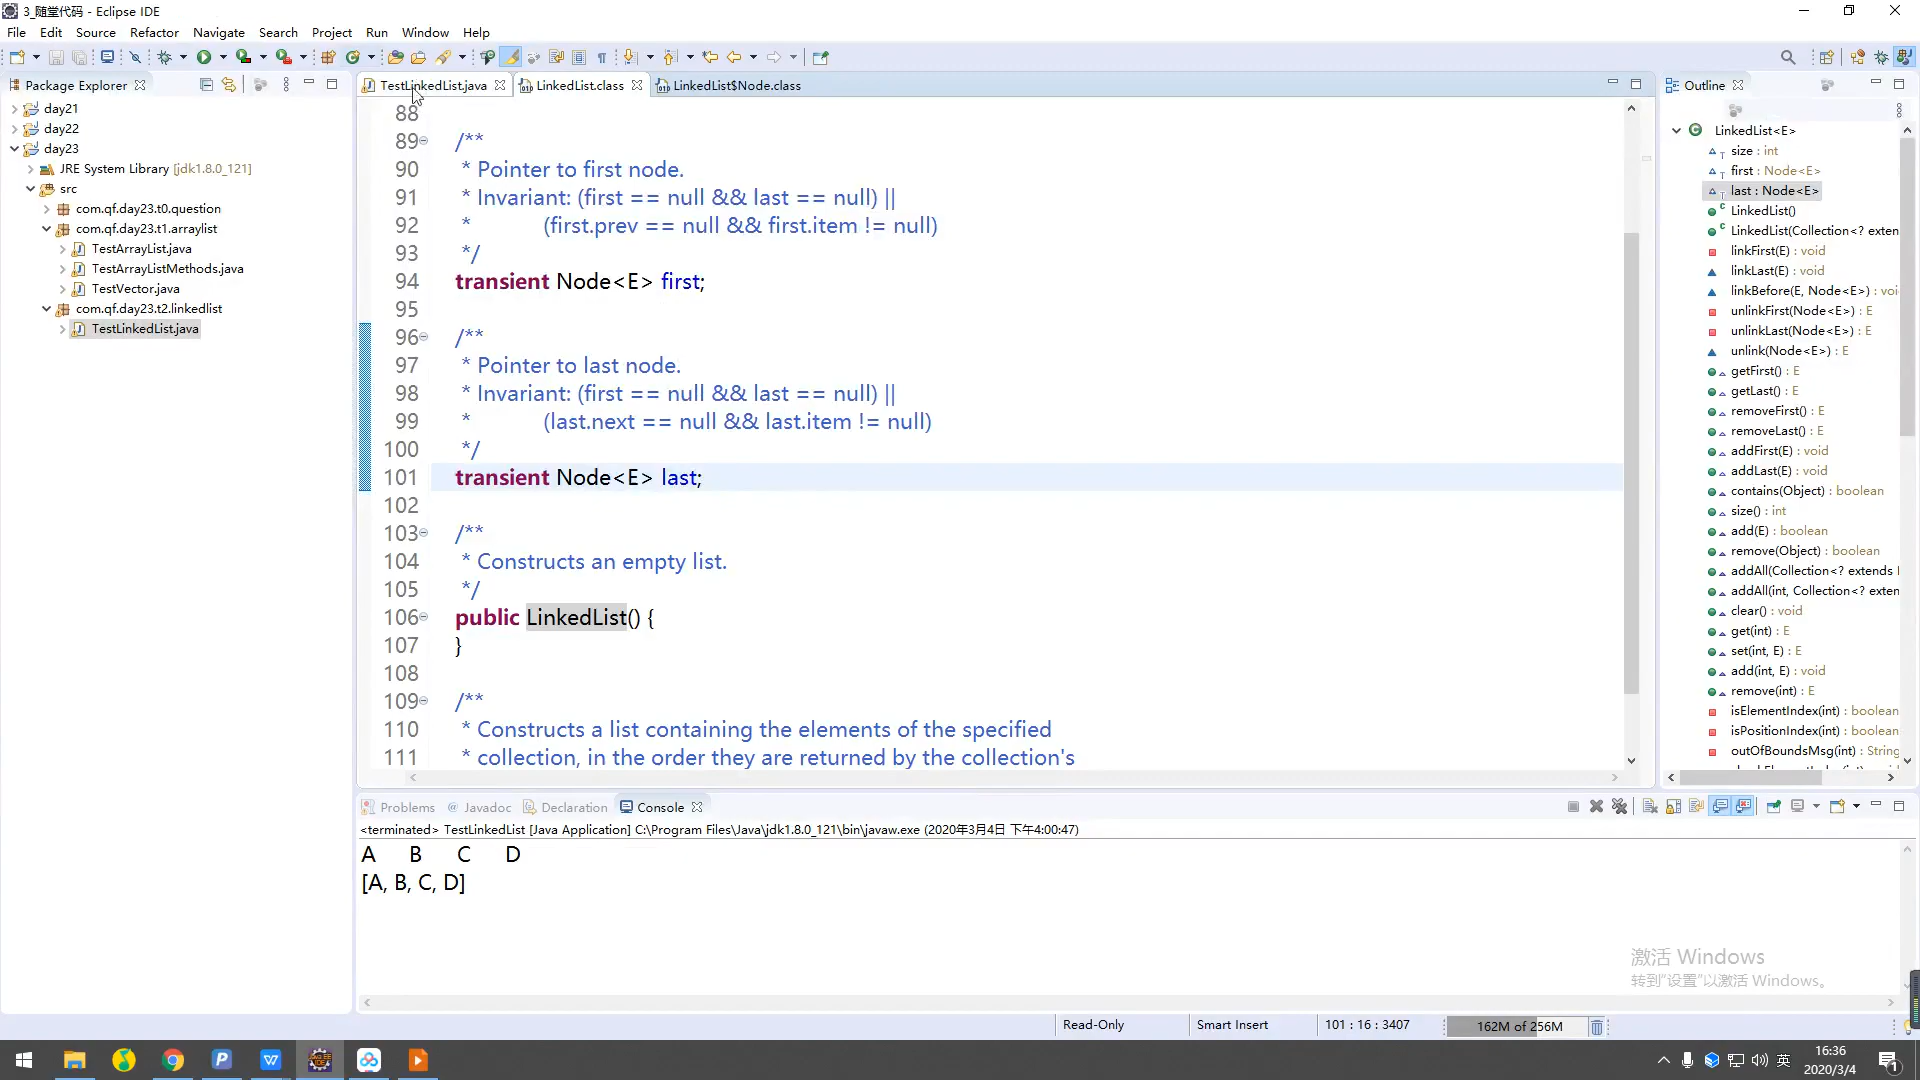 3_随堂代码 - Eclipse IDE
File Edit Source Refactor Navigate Search Project Run Window Help
Package Explorer
day21
day22
day23
JRE System Library [jdk1.8.0_121]
src
com.qf.day23.t0.question
com.qf.day23.t1.arraylist
TestArrayList.java
TestArrayListMethods.java
TestVector.java
com.qf.day23.t2.linkedlist
TestLinkedList.java
TestLinkedList.java LinkedList.class LinkedList$Node.class
88
89 /**
90 * Pointer to first node.
91 * Invariant: (first == null && last == null) ||
92 * (first.prev == null && first.item != null)
93 */
94 transient Node<E> first;
95
96 /**
97 * Pointer to last node.
98 * Invariant: (first == null && last == null) ||
99 * (last.next == null && last.item != null)
100 */
101 transient Node<E> last;
102
103 /**
104 * Constructs an empty list.
105 */
106 public LinkedList() {
107 }
108
109 /**
110 * Constructs a list containing the elements of the specified
111 * collection, in the order they are returned by the collection's
Outline
LinkedList<E>
size : int
first : Node<E>
last : Node<E>
LinkedList()
LinkedList(Collection<? exten
linkFirst(E) : void
linkLast(E) : void
linkBefore(E, Node<E>) : voi
unlinkFirst(Node<E>) : E
unlinkLast(Node<E>) : E
unlink(Node<E>) : E
getFirst() : E
getLast() : E
removeFirst() : E
removeLast() : E
addFirst(E) : void
addLast(E) : void
contains(Object) : boolean
size() : int
add(E) : boolean
remove(Object) : boolean
addAll(Collection<? extends
addAll(int, Collection<? exten
clear() : void
get(int) : E
set(int, E) : E
add(int, E) : void
remove(int) : E
isElementIndex(int) : boolean
isPositionIndex(int) : boolean
outOfBoundsMsg(int) : String
Problems Javadoc Declaration Console
<terminated> TestLinkedList [Java Application] C:\Program Files\Java\jdk1.8.0_121\bin\javaw.exe (2020年3月4日 下午4:00:47)
A B C D
[A, B, C, D]
激活 Windows
转到“设置”以激活 Windows。
Read-Only Smart Insert 101 : 16 : 3407 162M of 256M
英
16:36
2020/3/4
1